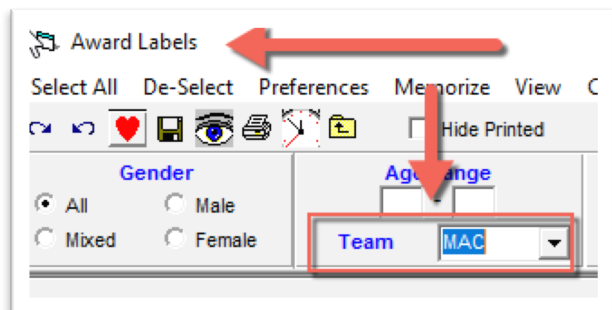 Award Labels
Select All De-Select Preferences Memorize View C
Hide Printed
Gender Age Range
All Male -
Mixed Female Team MAC